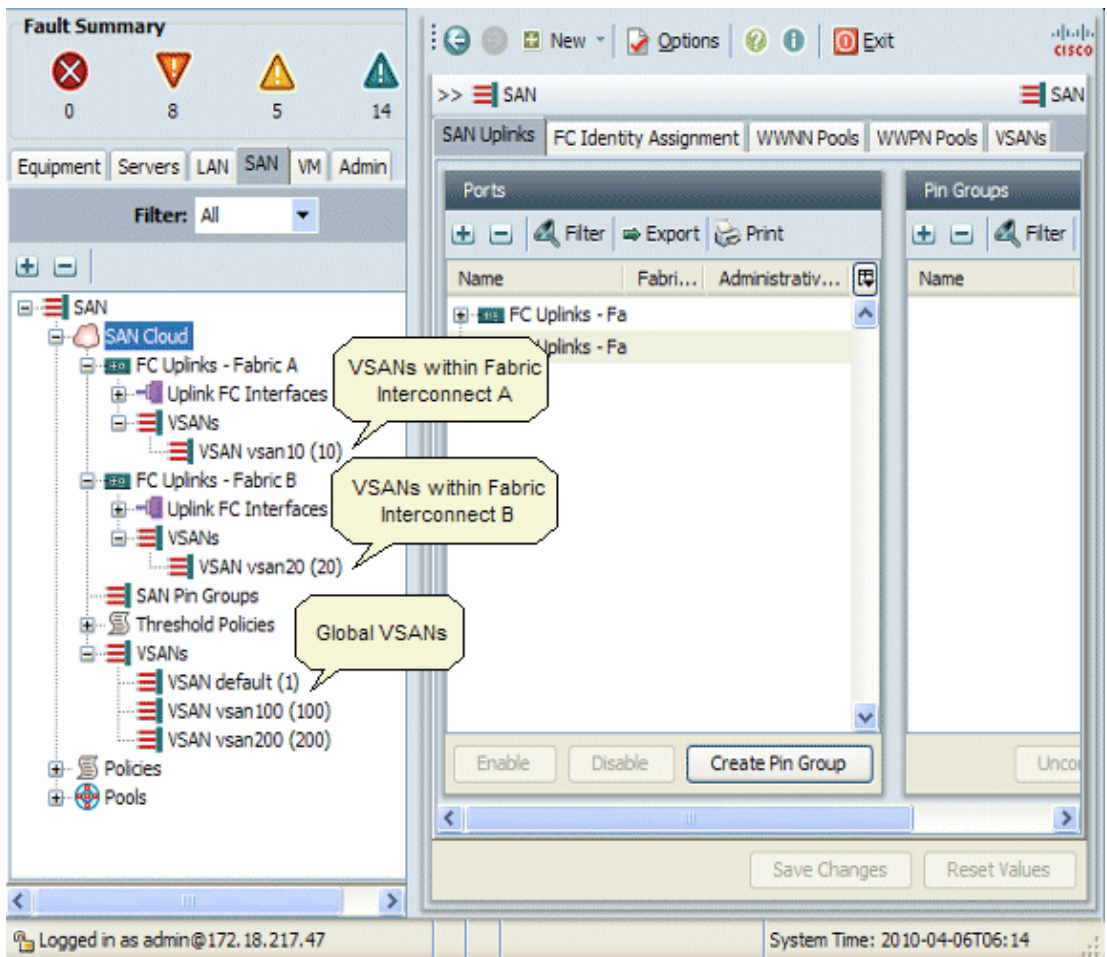 Fault Summary
0 8 5 14
Equipment Servers LAN SAN VM Admin
Filter: All
SAN
SAN Cloud
FC Uplinks - Fabric A
Uplink FC Interfaces
VSANs
VSAN vsan10 (10)
FC Uplinks - Fabric B
Uplink FC Interfaces
VSANs
VSAN vsan20 (20)
SAN Pin Groups
Threshold Policies
VSANs
VSAN default (1)
VSAN vsan100 (100)
VSAN vsan200 (200)
Policies
Pools
VSANs within Fabric
Interconnect A
VSANs within Fabric
Interconnect B
Global VSANs
New Options Exit
CISCO
>> SAN SAN
SAN Uplinks FC Identity Assignment WWNN Pools WWPN Pools VSANs
Ports
Filter Export Print
Name Fabri... Administrativ...
FC Uplinks - Fa
Uplinks - Fa
Enable Disable Create Pin Group
Pin Groups
Filter
Name
Unco
Save Changes Reset Values
Logged in as admin@172.18.217.47
System Time: 2010-04-06T06:14